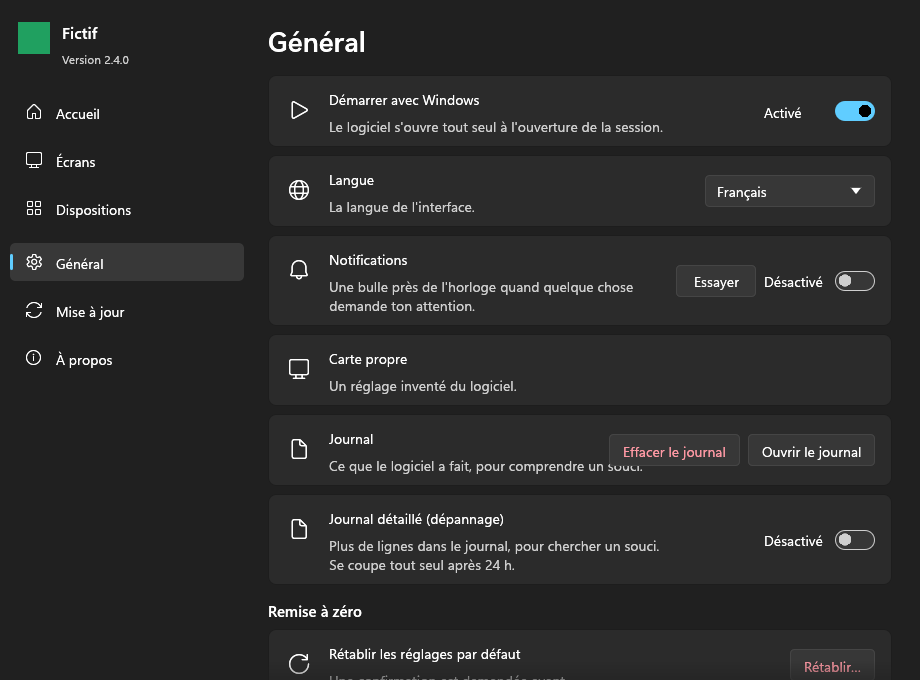 Fictif
Version 2.4.0
Accueil
Écrans
Dispositions
Général
Mise à jour
À propos
Général
Démarrer avec Windows
Le logiciel s'ouvre tout seul à l'ouverture de la session.
Activé
Langue
La langue de l'interface.
Français
Notifications
Une bulle près de l'horloge quand quelque chose
demande ton attention.
Essayer
Désactivé
Carte propre
Un réglage inventé du logiciel.
Journal
Ce que le logiciel a fait, pour comprendre un souci.
Effacer le journal
Ouvrir le journal
Journal détaillé (dépannage)
Plus de lignes dans le journal, pour chercher un souci.
Se coupe tout seul après 24 h.
Désactivé
Remise à zéro
Rétablir les réglages par défaut
Une confirmation est demandée avant.
Rétablir...